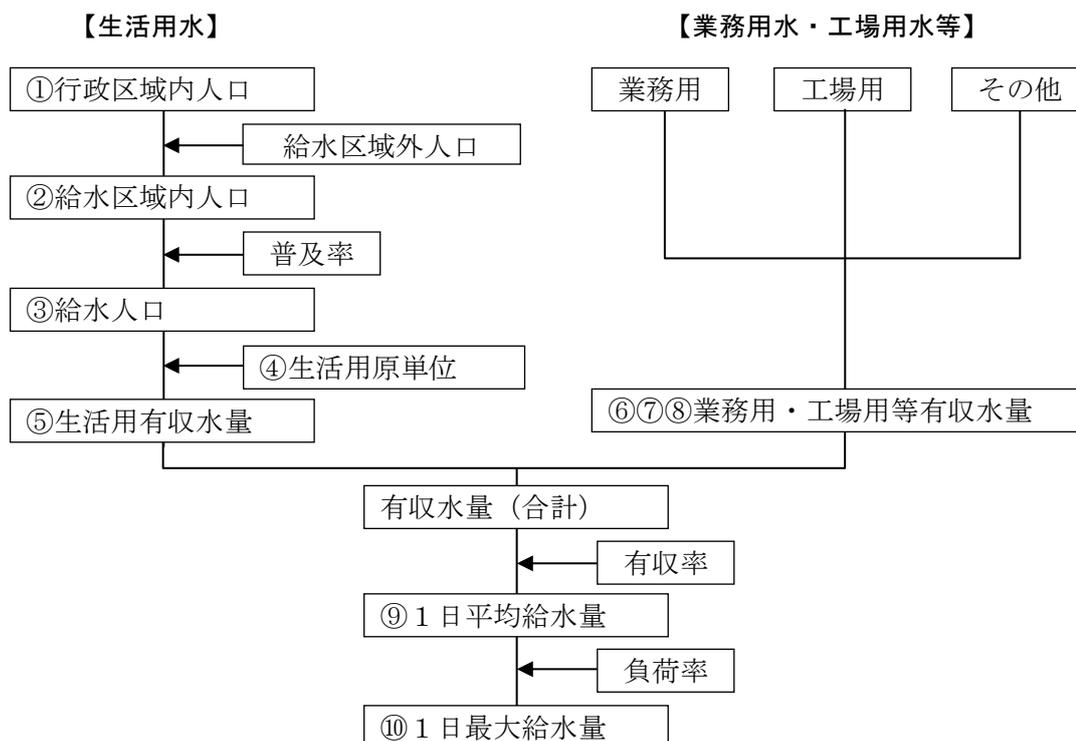 【生活用水】
【業務用水・工場用水等】
①行政区域内人口
業務用
工場用
その他
給水区域外人口
②給水区域内人口
普及率
③給水人口
④生活用原単位
⑤生活用有収水量
⑥⑦⑧業務用・工場用等有収水量
有収水量（合計）
有収率
⑨１日平均給水量
負荷率
⑩１日最大給水量